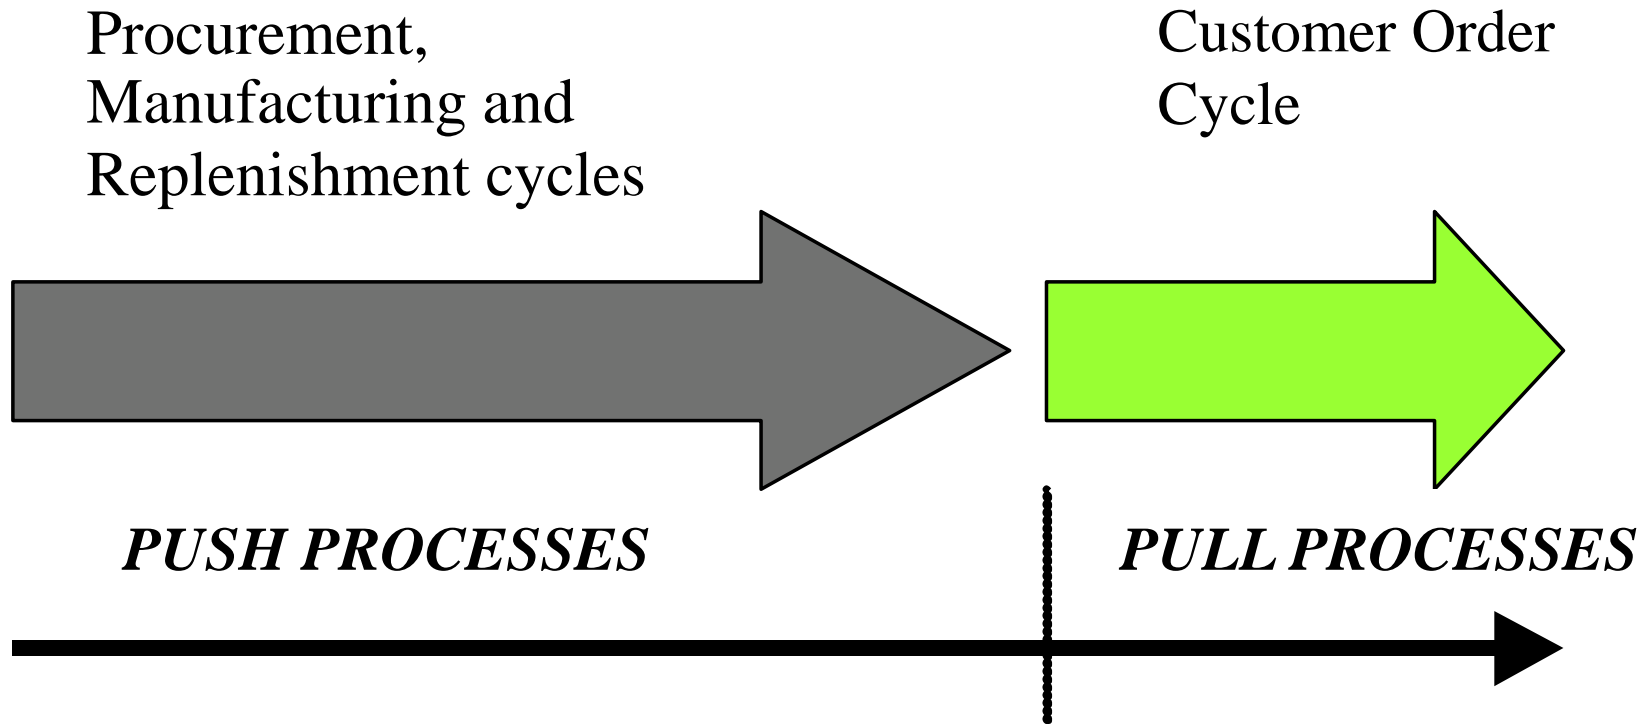 Procurement,
Manufacturing and
Replenishment cycles
Customer Order
Cycle
PUSH PROCESSES
PULL PROCESSES